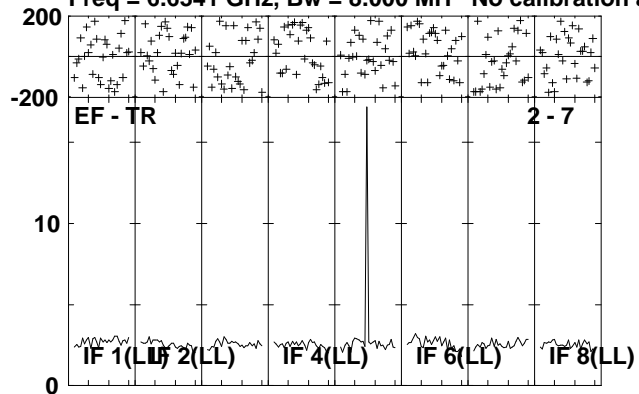 Freq = 6.6541 GHz, Bw = 8.000 MH No calibration a
200
-200
EF - TR 2 - 7
10
IF 1(LL) IF 2(LL) IF 4(LL) IF 6(LL) IF 8(LL)
0